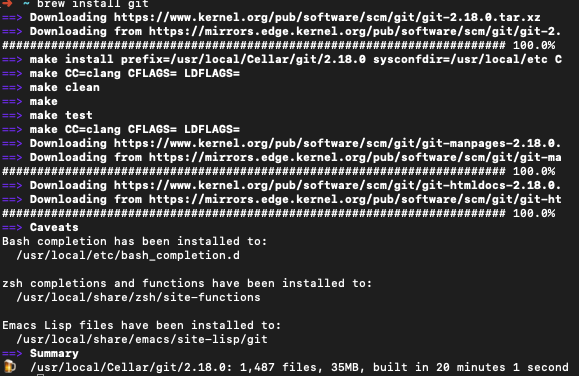 ➜ ~ brew install git
==> Downloading https://www.kernel.org/pub/software/scm/git/git-2.18.0.tar.xz
==> Downloading from https://mirrors.edge.kernel.org/pub/software/scm/git/git-2.
######################################################################## 100.0%
==> make install prefix=/usr/local/Cellar/git/2.18.0 sysconfdir=/usr/local/etc C
==> make CC=clang CFLAGS= LDFLAGS=
==> make clean
==> make
==> make test
==> make CC=clang CFLAGS= LDFLAGS=
==> Downloading https://www.kernel.org/pub/software/scm/git/git-manpages-2.18.0.
==> Downloading from https://mirrors.edge.kernel.org/pub/software/scm/git/git-ma
######################################################################## 100.0%
==> Downloading https://www.kernel.org/pub/software/scm/git/git-htmldocs-2.18.0.
==> Downloading from https://mirrors.edge.kernel.org/pub/software/scm/git/git-ht
######################################################################## 100.0%
==> Caveats
Bash completion has been installed to:
  /usr/local/etc/bash_completion.d

zsh completions and functions have been installed to:
  /usr/local/share/zsh/site-functions

Emacs Lisp files have been installed to:
  /usr/local/share/emacs/site-lisp/git
==> Summary
🍺  /usr/local/Cellar/git/2.18.0: 1,487 files, 35MB, built in 20 minutes 1 second